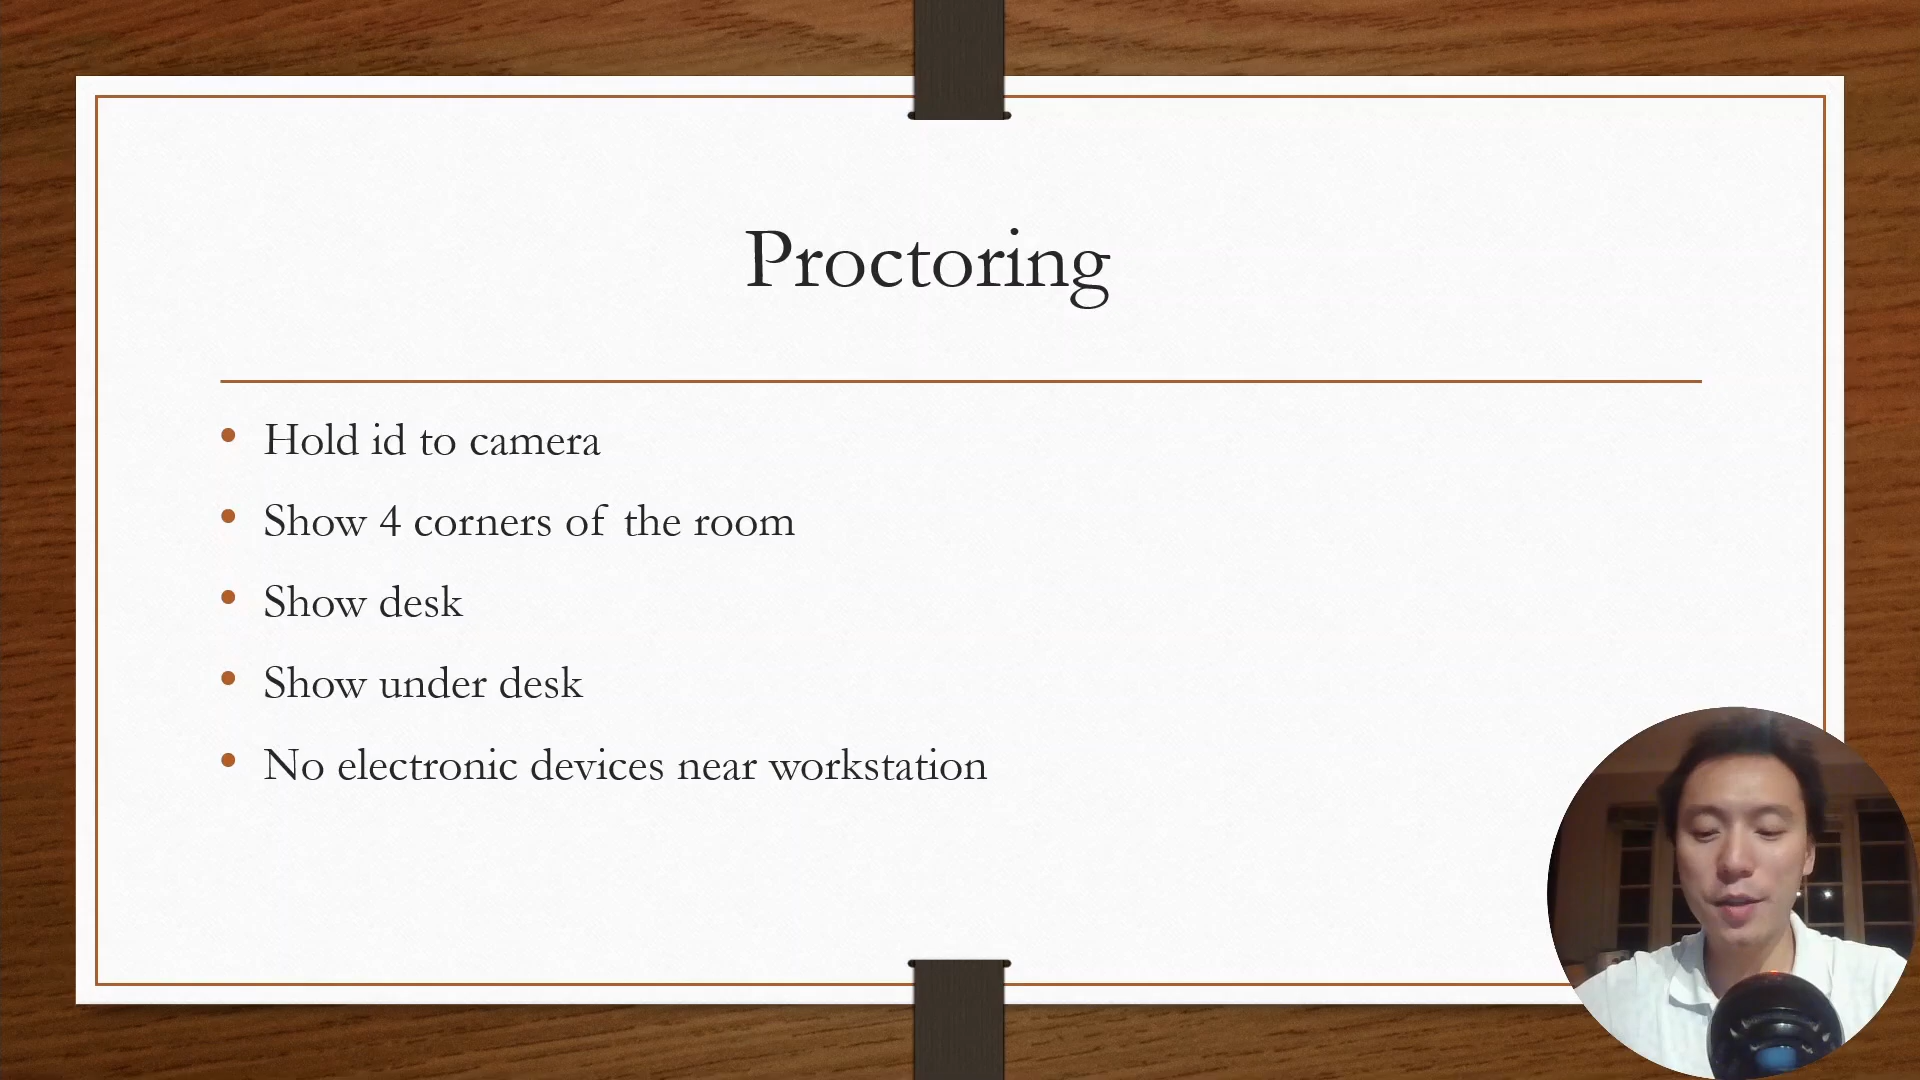 Proctoring
Hold id to camera
Show 4 corners of the room
Show desk
Show under desk
No electronic devices near workstation